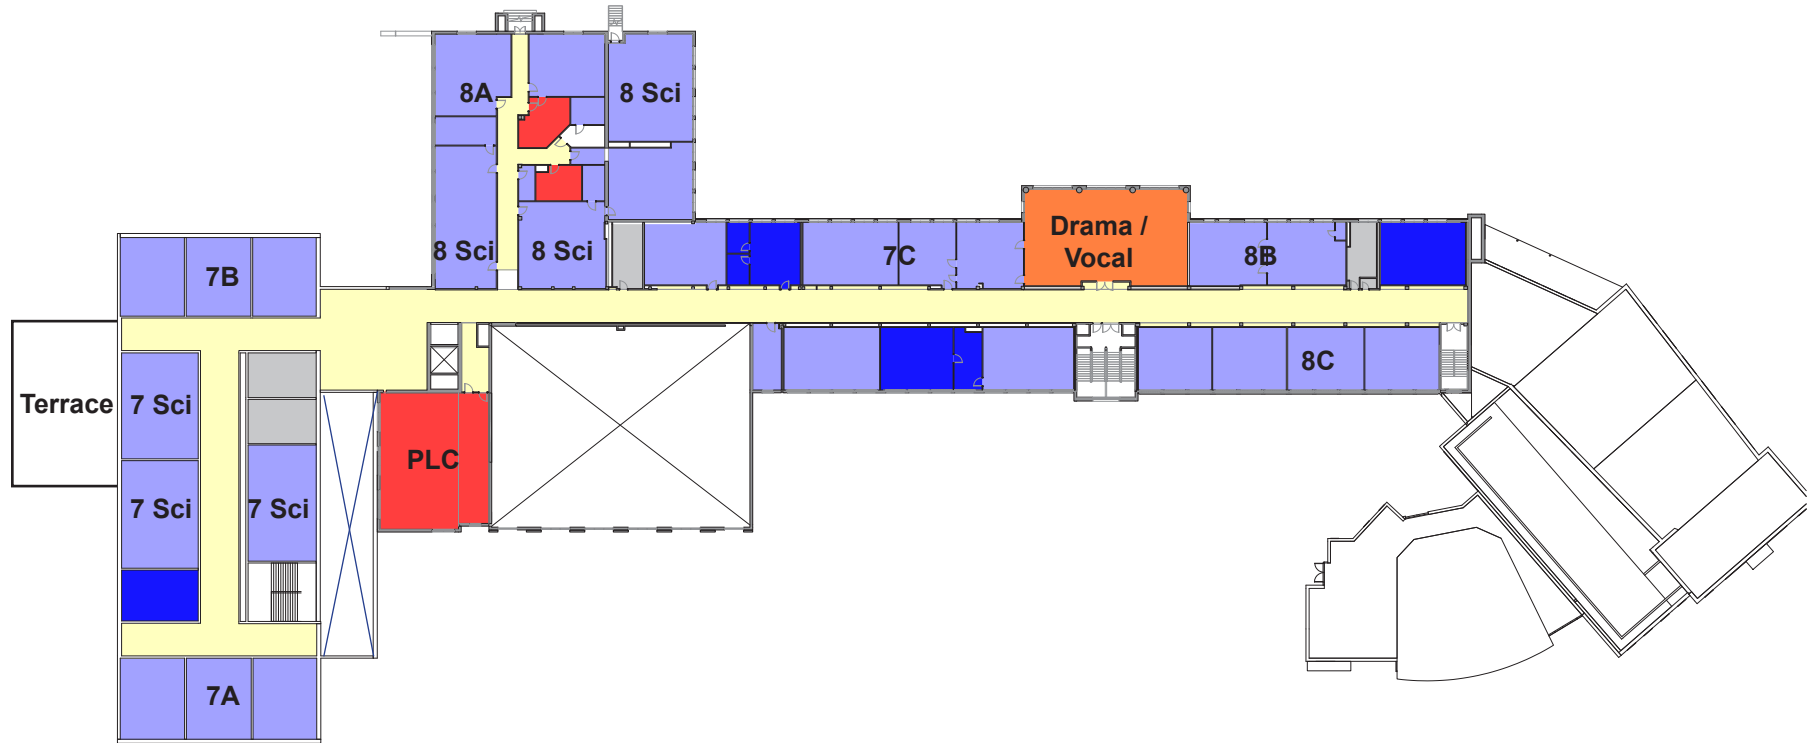 8A
8 Sci
Drama /
Vocal
8 Sci
8 Sci
7C
8B
7B
8C
Terrace
7 Sci
PLC
7 Sci
7 Sci
7A